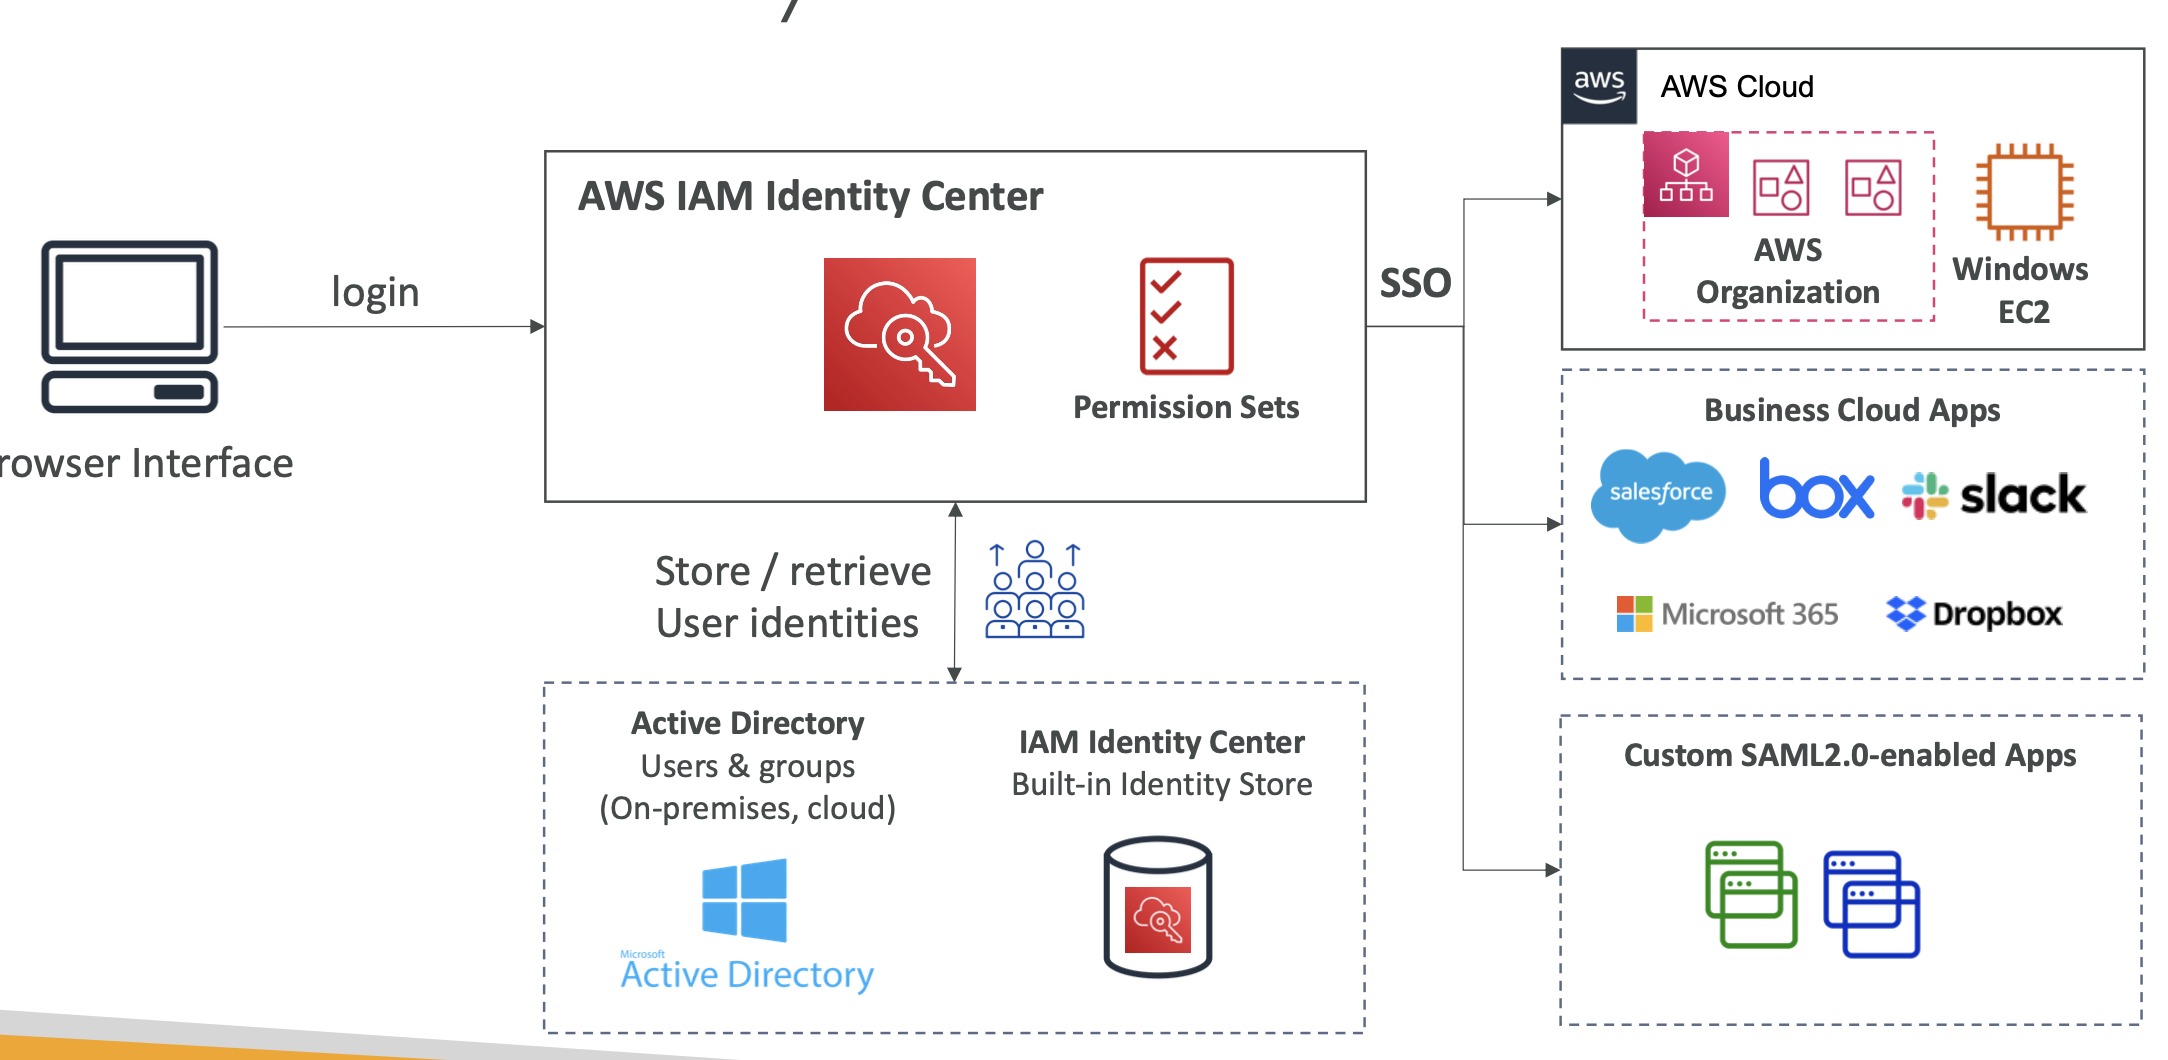 aws
AWS Cloud
AWS IAM Identity Center
login
SSO
AWS
Organization
Windows
EC2
Permission Sets
rowser Interface
Business Cloud Apps
salesforce
box
slack
Microsoft 365
Dropbox
Store / retrieve
User identities
Active Directory
Users & groups
(On-premises, cloud)
Microsoft
Active Directory
IAM Identity Center
Built-in Identity Store
Custom SAML2.0-enabled Apps